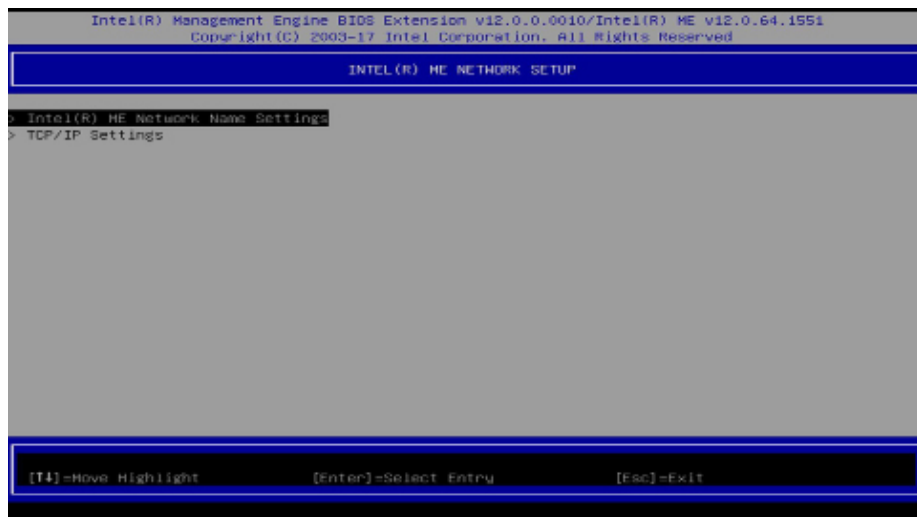 Intel(R) Management Engine BIOS Extension v12.0.0.0010/Intel(R) ME v12.0.64.1551
Copyright(C) 2003-17 Intel Corporation. All Rights Reserved
INTEL(R) ME NETWORK SETUP
> Intel(R) ME Network Name Settings
> TCP/IP Settings
[↑↓]=Move Highlight [Enter]=Select Entry [Esc]=Exit